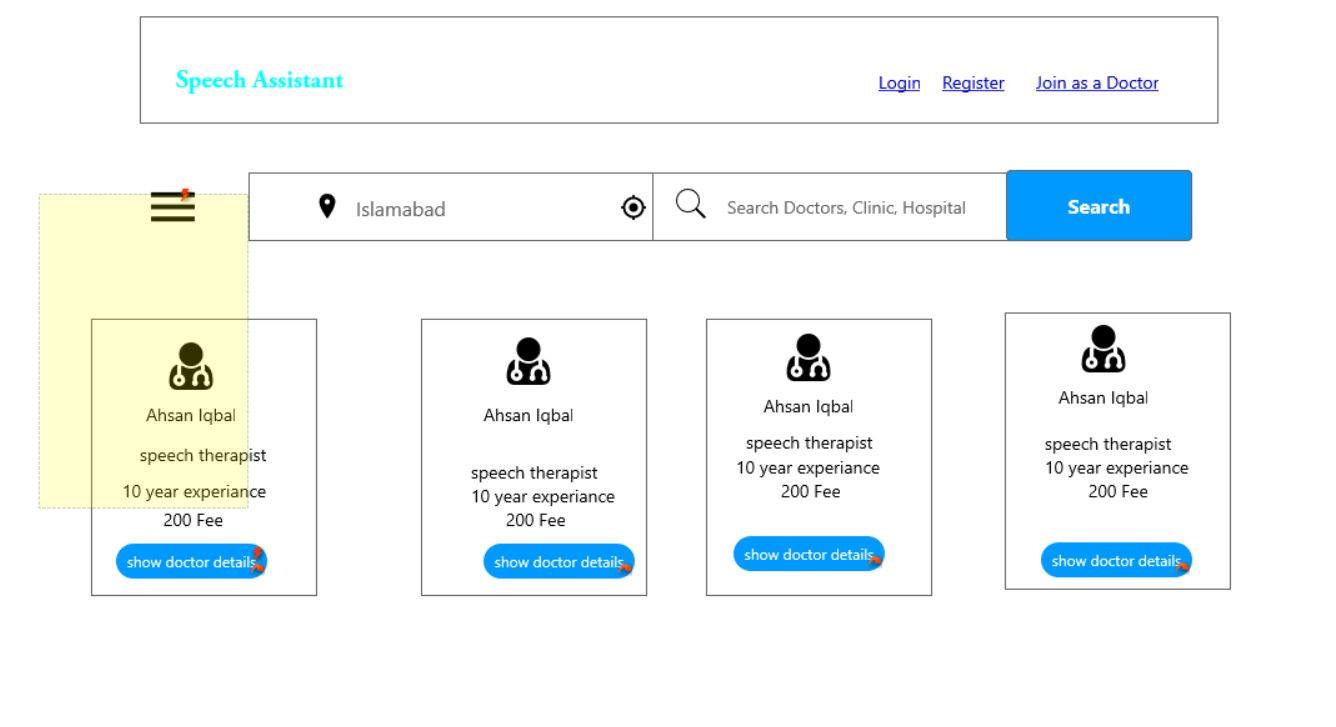 Speech Assistant
Login Register Join as a Doctor
Islamabad
Search Doctors, Clinic, Hospital
Search
Ahsan Iqbal
speech therapist
10 year experiance
200 Fee
show doctor details
Ahsan Iqbal
speech therapist
10 year experiance
200 Fee
show doctor details
Ahsan Iqbal
speech therapist
10 year experiance
200 Fee
show doctor details
Ahsan Iqbal
speech therapist
10 year experiance
200 Fee
show doctor details